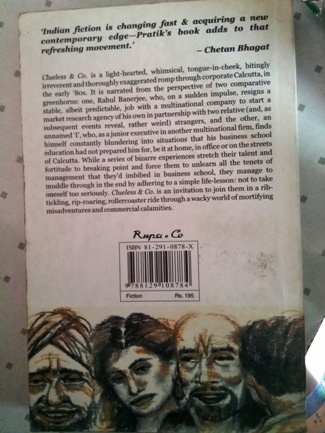 'Indian fiction is changing fast & acquiring a new
contemporary edge—Pratik's book adds to that
refreshing movement.'
– Chetan Bhagat
Clueless & Co. is a light-hearted, whimsical, tongue-in-cheek, bitingly
irreverent and thoroughly exaggerated romp through corporate Calcutta, in
the early '80s. It is narrated from the perspective of two comparative
greenhorns: one, Rahul Banerjee, who, on a sudden impulse, resigns a
stable, albeit predictable, job with a multinational company to start a
market research agency of his own in partnership with two relative (and, as
subsequent events reveal, rather weird) strangers, and the other, an
unnamed 'I', who, as a junior executive in another multinational firm, finds
himself constantly blundering into situations that his business school
education had not prepared him for, be it at home, in office or on the streets
of Calcutta. While a series of bizarre experiences stretch their talent and
fortitude to breaking point and force them to unlearn all the tenets of
management that they'd imbibed in business school, they manage to
muddle through in the end by adhering to a simple life-lesson: not to take
oneself too seriously. Clueless & Co. is an invitation to join them in a rib-
tickling, rip-roaring, rollercoaster ride through a wacky world of mortifying
misadventures and commercial calamities.
Rupa & Co
ISBN 81-291-0878-X
9 788129 108784
Fiction Rs. 195